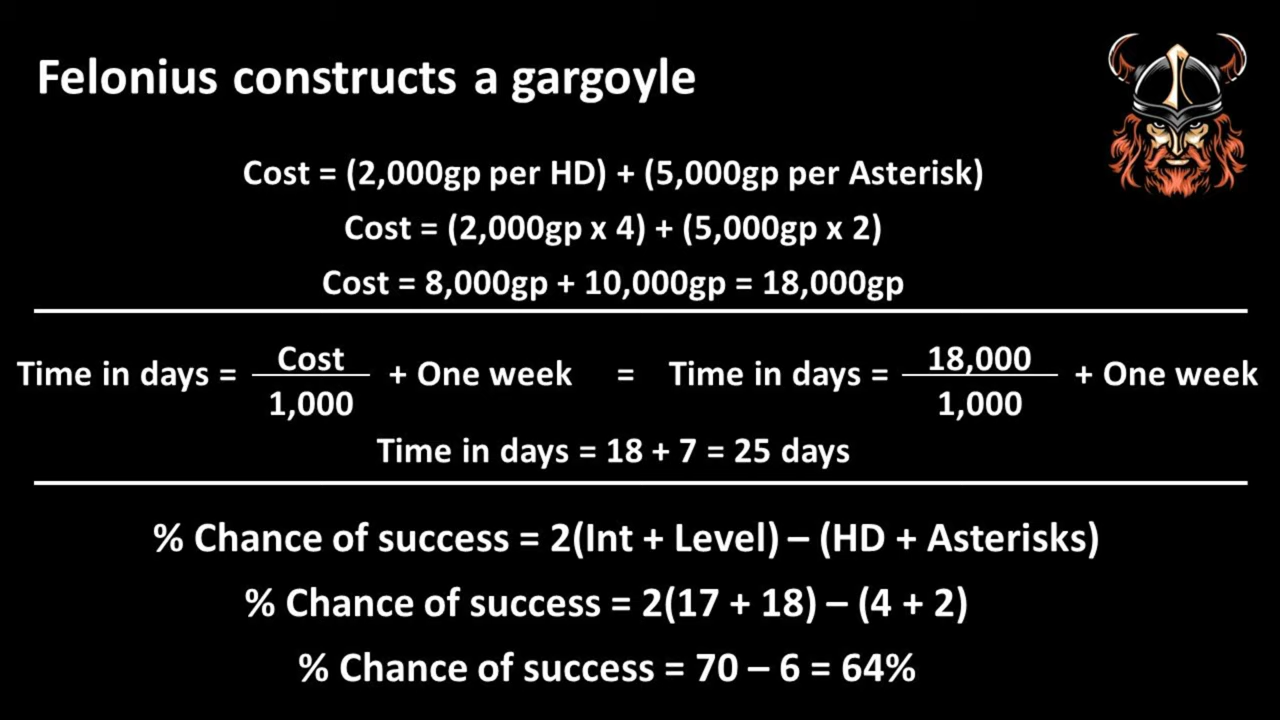 Felonius constructs a gargoyle
Cost = (2,000gp per HD) + (5,000gp per Asterisk)
Cost = (2,000gp x 4) + (5,000gp x 2)
Cost = 8,000gp + 10,000gp = 18,000gp
Time in days = Cost / 1,000 + One week = Time in days = 18,000 / 1,000 + One week
Time in days = 18 + 7 = 25 days
% Chance of success = 2(Int + Level) – (HD + Asterisks)
% Chance of success = 2(17 + 18) – (4 + 2)
% Chance of success = 70 – 6 = 64%